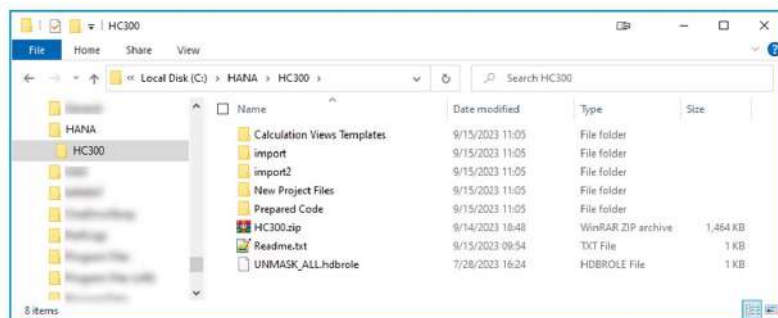 HC300
File Home Share View
« Local Disk (C:) > HANA > HC300 > Search HC300
Name Date modified Type Size
HANA
HC300
Calculation Views Templates 9/15/2023 11:05 File folder
import 9/15/2023 11:05 File folder
import2 9/15/2023 11:05 File folder
New Project Files 9/15/2023 11:05 File folder
Prepared Code 9/15/2023 11:05 File folder
HC300.zip 9/14/2023 18:48 WinRAR ZIP archive 1,464 KB
Readme.txt 9/15/2023 09:54 TXT File 1 KB
UNMASK_ALL.hdbrole 7/28/2023 16:24 HDBROLE File 1 KB
8 items